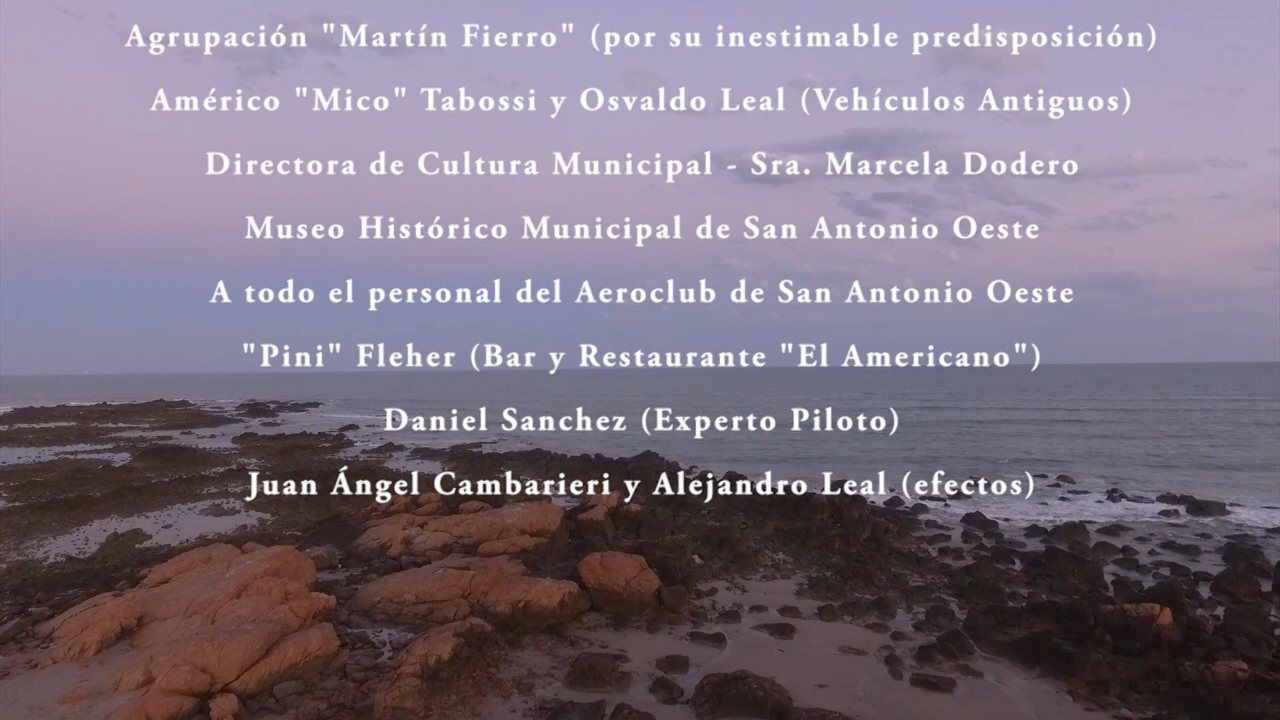 Agrupación "Martín Fierro" (por su inestimable predisposición)
Américo "Mico" Tabossi y Osvaldo Leal (Vehículos Antiguos)
Directora de Cultura Municipal - Sra. Marcela Dodero
Museo Histórico Municipal de San Antonio Oeste
A todo el personal del Aeroclub de San Antonio Oeste
"Pini" Fleher (Bar y Restaurante "El Americano")
Daniel Sanchez (Experto Piloto)
Juan Ángel Cambarieri y Alejandro Leal (efectos)